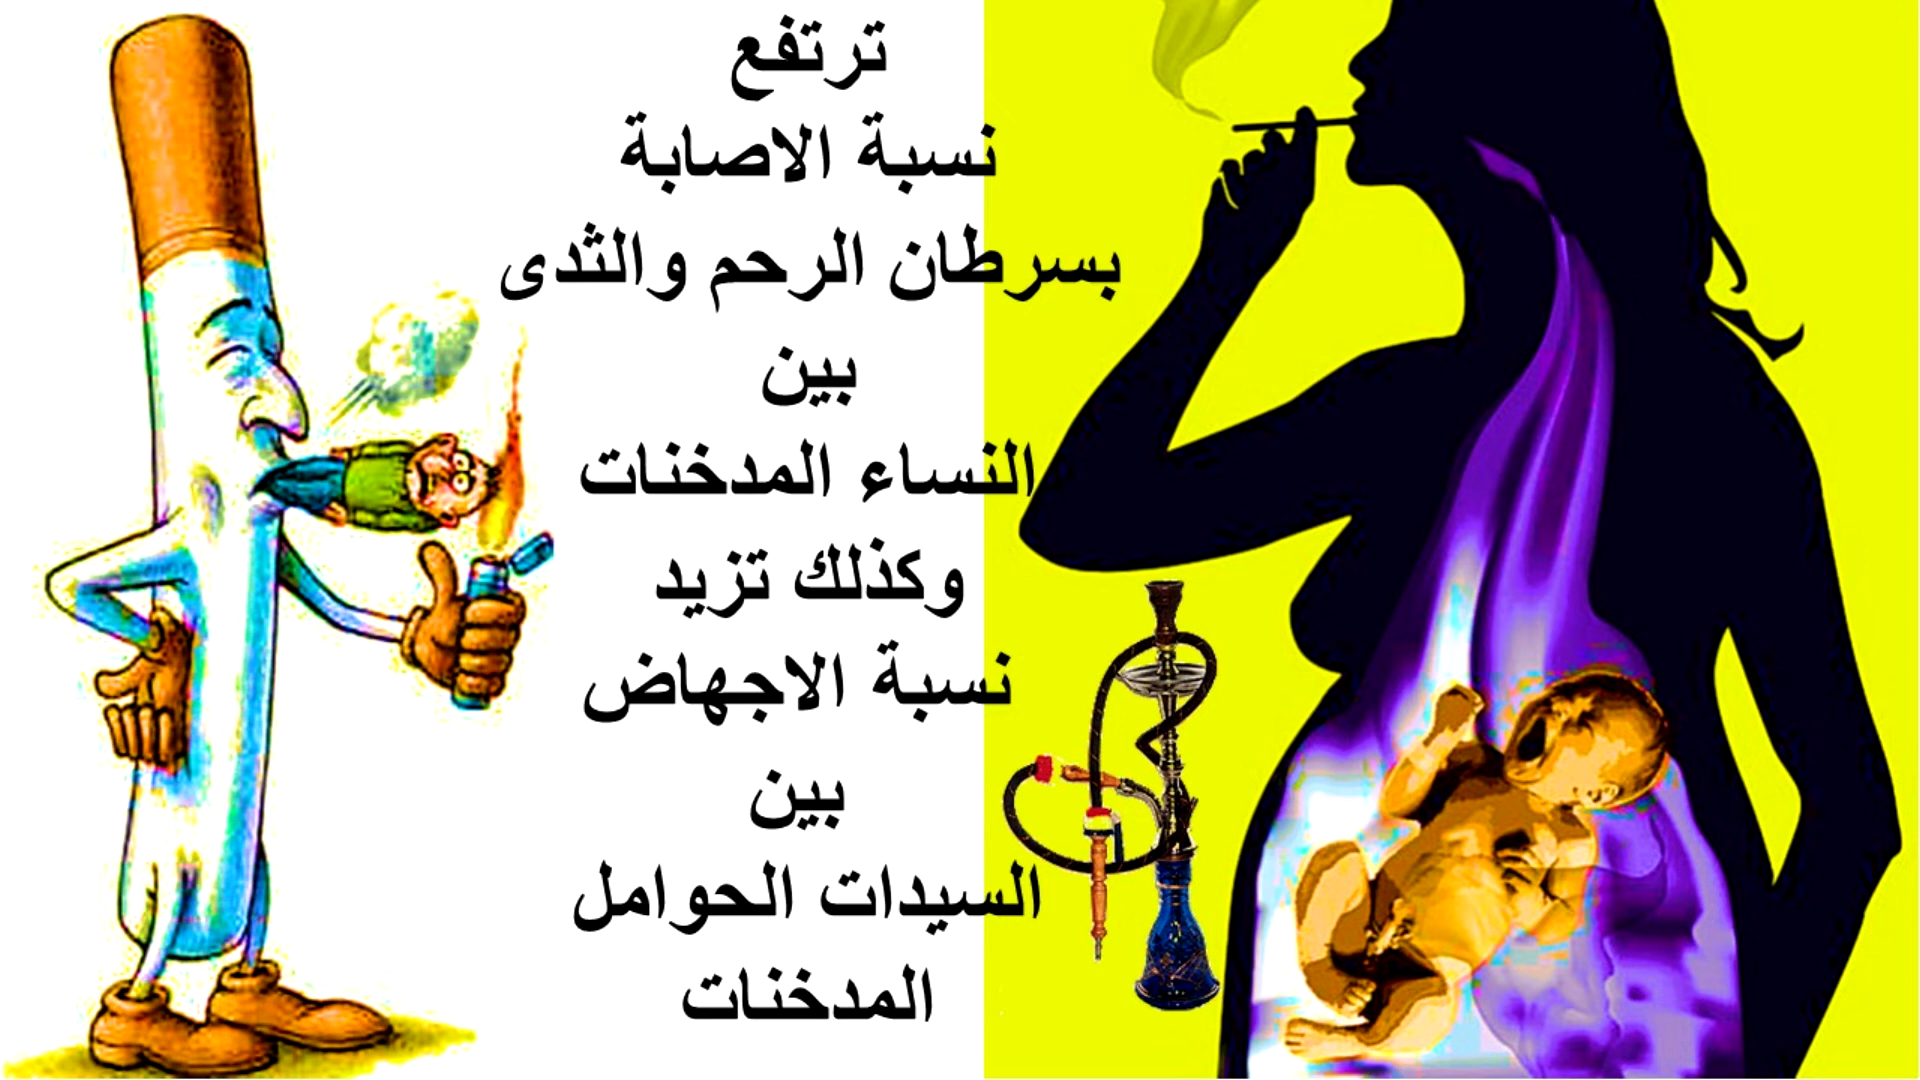 ترتفع
نسبة الاصابة
بسرطان الرحم والثدى
بين
النساء المدخنات
وكذلك تزيد
نسبة الاجهاض
بين
السيدات الحوامل
المدخنات